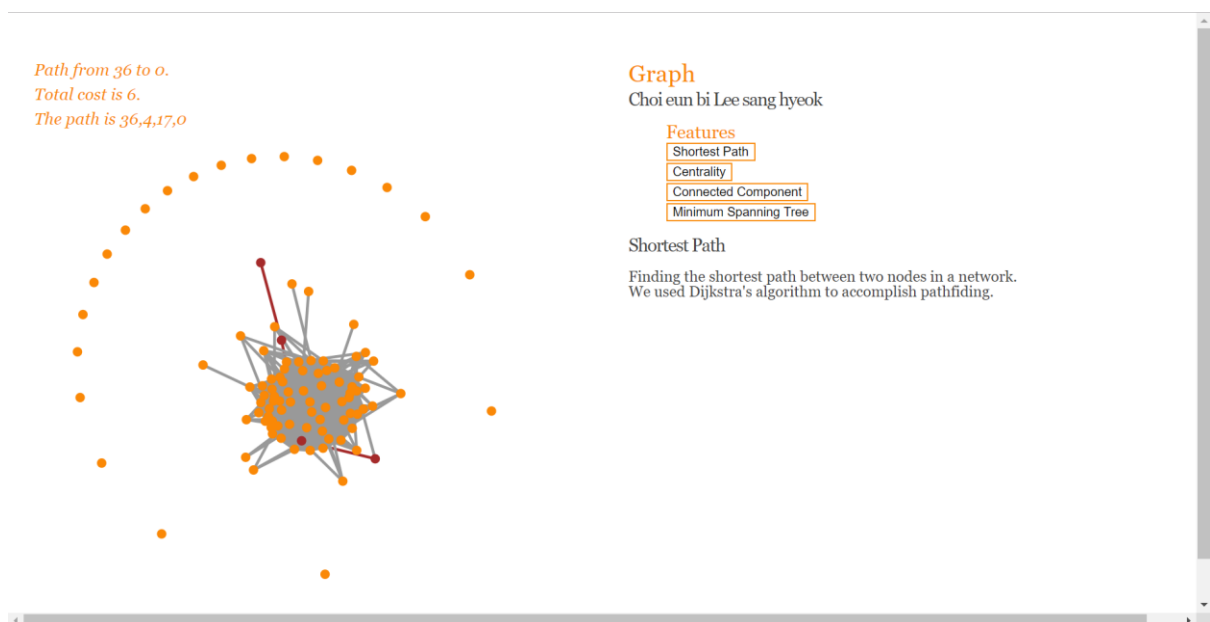 Path from 36 to 0.
Total cost is 6.
The path is 36,4,17,0
Graph
Choi eun bi Lee sang hyeok
Features
Shortest Path
Centrality
Connected Component
Minimum Spanning Tree
Shortest Path
Finding the shortest path between two nodes in a network.
We used Dijkstra's algorithm to accomplish pathfiding.